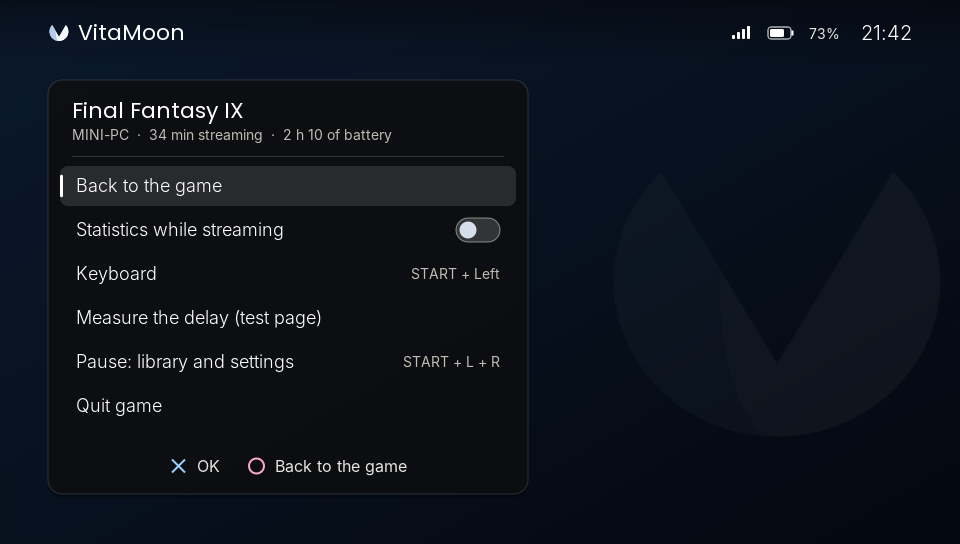 VitaMoon
73%
21:42
Final Fantasy IX
MINI-PC · 34 min streaming · 2 h 10 of battery
Back to the game
Statistics while streaming
Keyboard START + Left
Measure the delay (test page)
Pause: library and settings START + L + R
Quit game
OK Back to the game